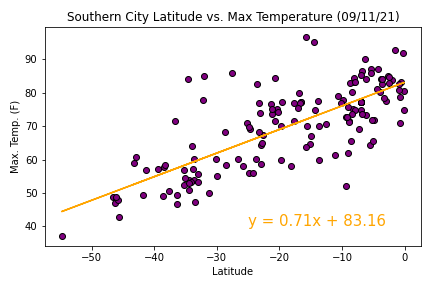 Southern City Latitude vs. Max Temperature (09/11/21)
Max. Temp. (F)
90
80
70
60
50
40
y = 0.71x + 83.16
−50 −40 −30 −20 −10 0
Latitude